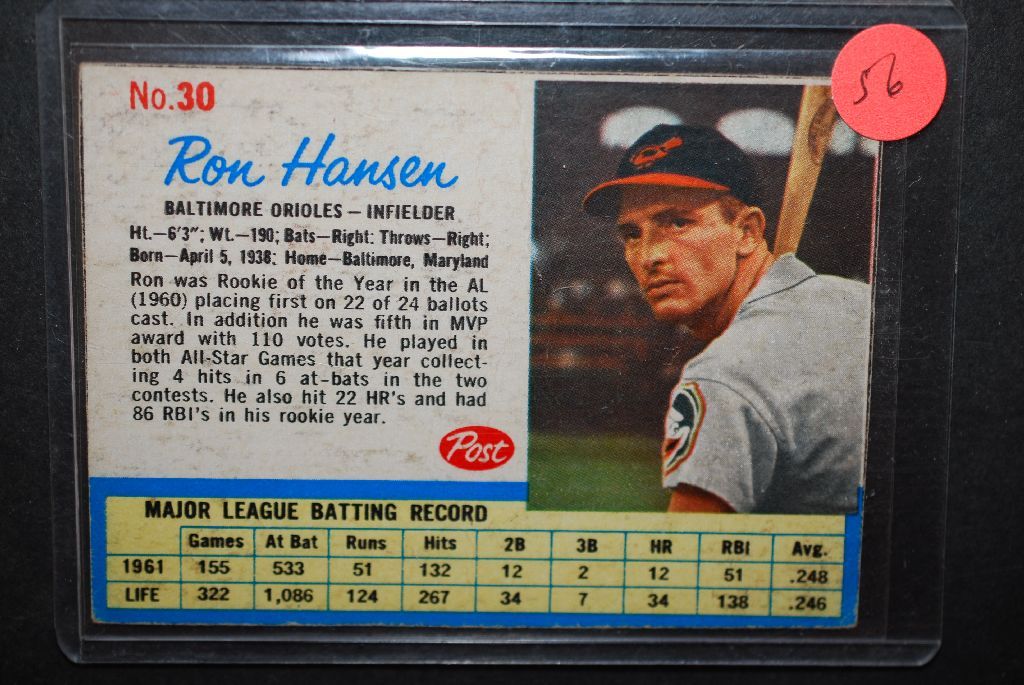 No.30
Ron Hansen
BALTIMORE ORIOLES — INFIELDER
Ht.—6'3"; Wt.—190; Bats—Right: Throws—Right;
Born—April 5, 1938: Home—Baltimore, Maryland
Ron was Rookie of the Year in the AL
(1960) placing first on 22 of 24 ballots
cast. In addition he was fifth in MVP
award with 110 votes. He played in
both All-Star Games that year collect-
ing 4 hits in 6 at-bats in the two
contests. He also hit 22 HR's and had
86 RBI's in his rookie year.
Post
56
MAJOR LEAGUE BATTING RECORD
Games At Bat Runs Hits 2B 3B HR RBI Avg.
1961 155 533 51 132 12 2 12 51 .248
LIFE 322 1,086 124 267 34 7 34 138 .246